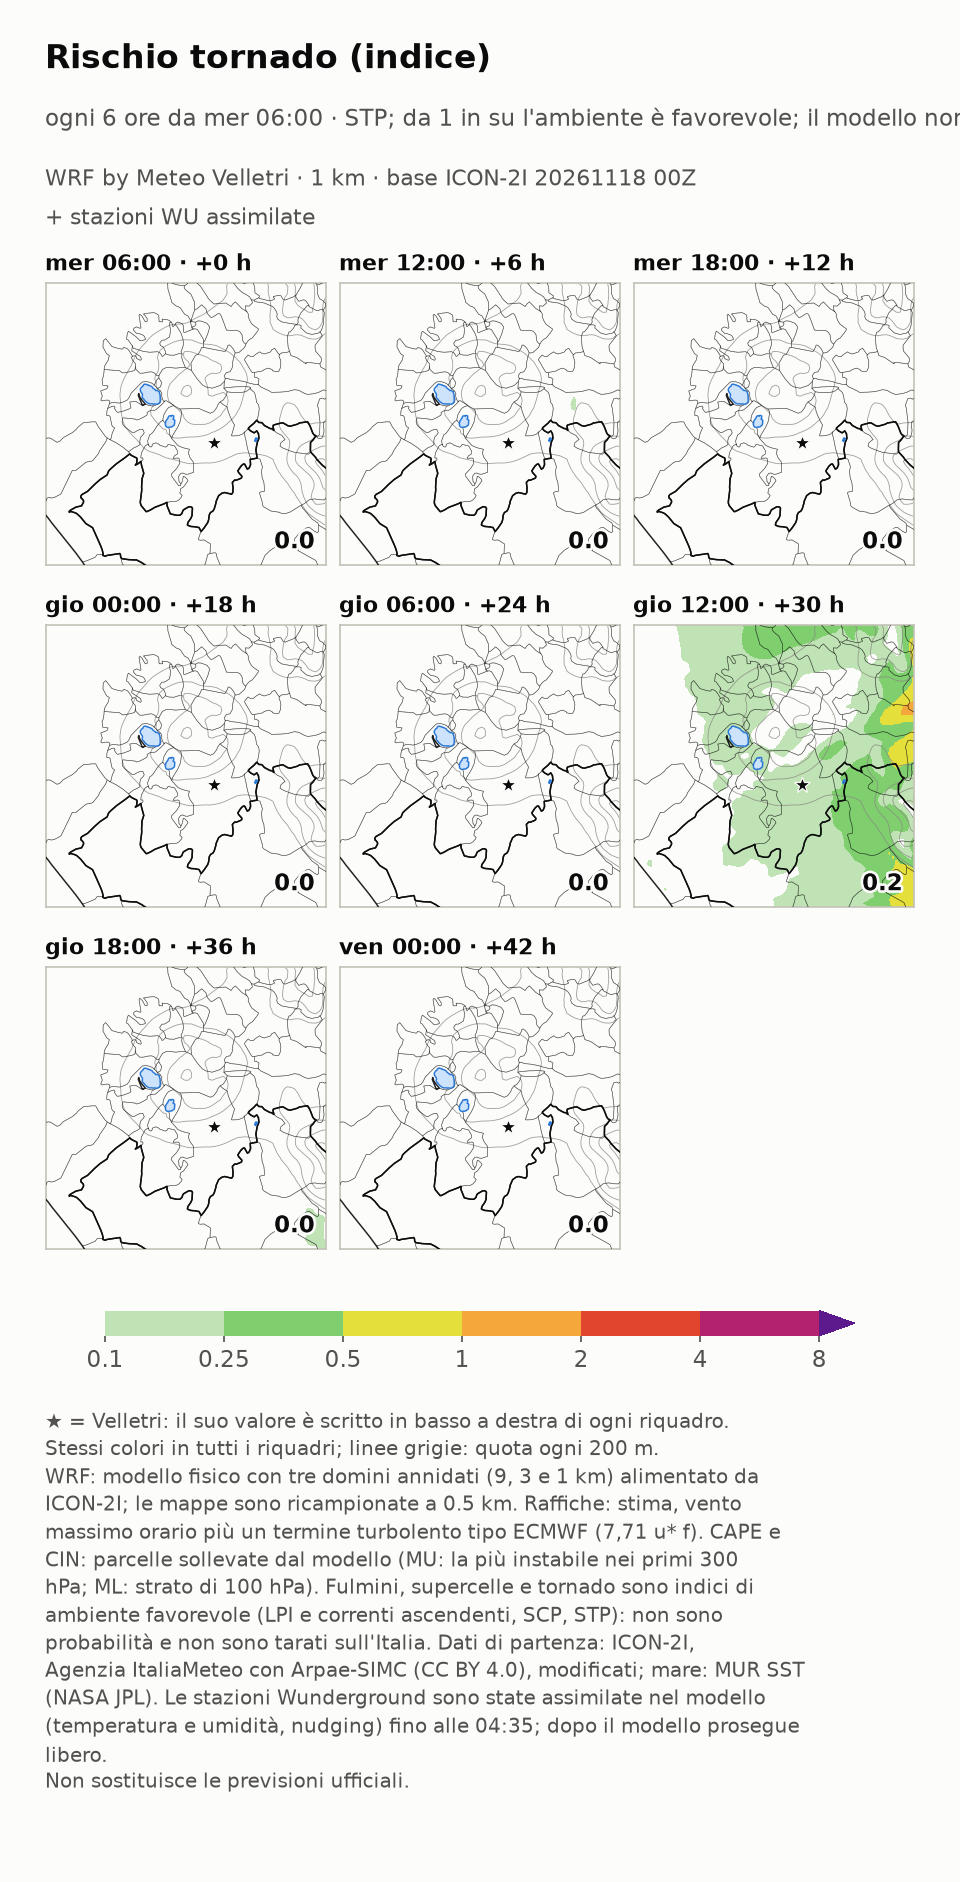 Rischio tornado (indice)
ogni 6 ore da mer 06:00 · STP; da 1 in su l'ambiente è favorevole; il modello non
WRF by Meteo Velletri · 1 km · base ICON-2I 20261118 00Z
+ stazioni WU assimilate
mer 06:00 · +0 h
mer 12:00 · +6 h
mer 18:00 · +12 h
0.0
0.0
0.0
gio 00:00 · +18 h
gio 06:00 · +24 h
gio 12:00 · +30 h
0.0
0.0
0.2
gio 18:00 · +36 h
ven 00:00 · +42 h
0.0
0.0
0.1 0.25 0.5 1 2 4 8
★ = Velletri: il suo valore è scritto in basso a destra di ogni riquadro.
Stessi colori in tutti i riquadri; linee grigie: quota ogni 200 m.
WRF: modello fisico con tre domini annidati (9, 3 e 1 km) alimentato da
ICON-2I; le mappe sono ricampionate a 0.5 km. Raffiche: stima, vento
massimo orario più un termine turbolento tipo ECMWF (7,71 u* f). CAPE e
CIN: parcelle sollevate dal modello (MU: la più instabile nei primi 300
hPa; ML: strato di 100 hPa). Fulmini, supercelle e tornado sono indici di
ambiente favorevole (LPI e correnti ascendenti, SCP, STP): non sono
probabilità e non sono tarati sull'Italia. Dati di partenza: ICON-2I,
Agenzia ItaliaMeteo con Arpae-SIMC (CC BY 4.0), modificati; mare: MUR SST
(NASA JPL). Le stazioni Wunderground sono state assimilate nel modello
(temperatura e umidità, nudging) fino alle 04:35; dopo il modello prosegue
libero.
Non sostituisce le previsioni ufficiali.